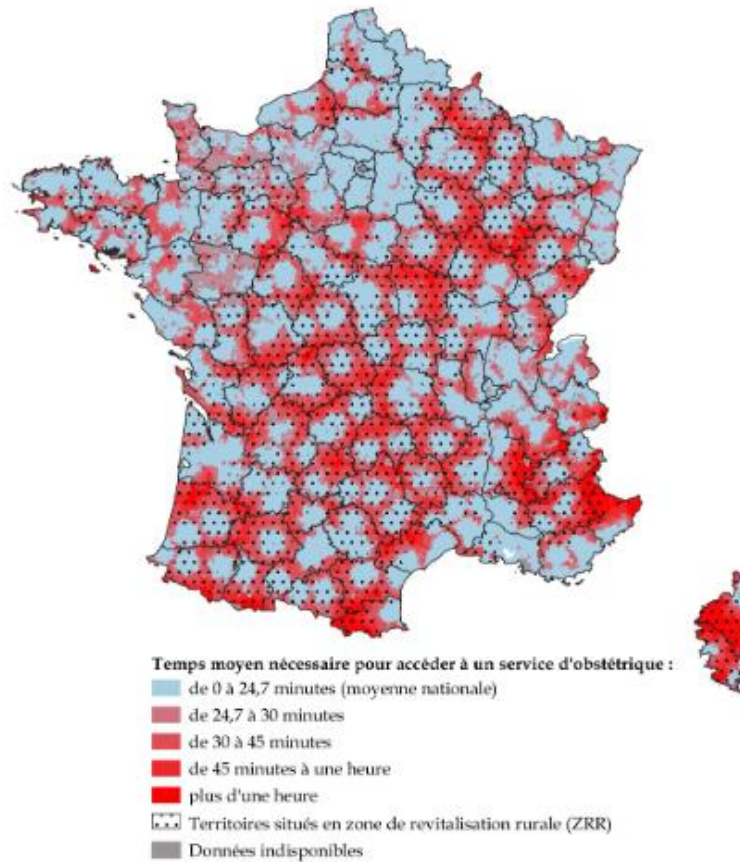 Temps moyen nécessaire pour accéder à un service d'obstétrique :
de 0 à 24,7 minutes (moyenne nationale)
de 24,7 à 30 minutes
de 30 à 45 minutes
de 45 minutes à une heure
plus d'une heure
Territoires situés en zone de revitalisation rurale (ZRR)
Données indisponibles